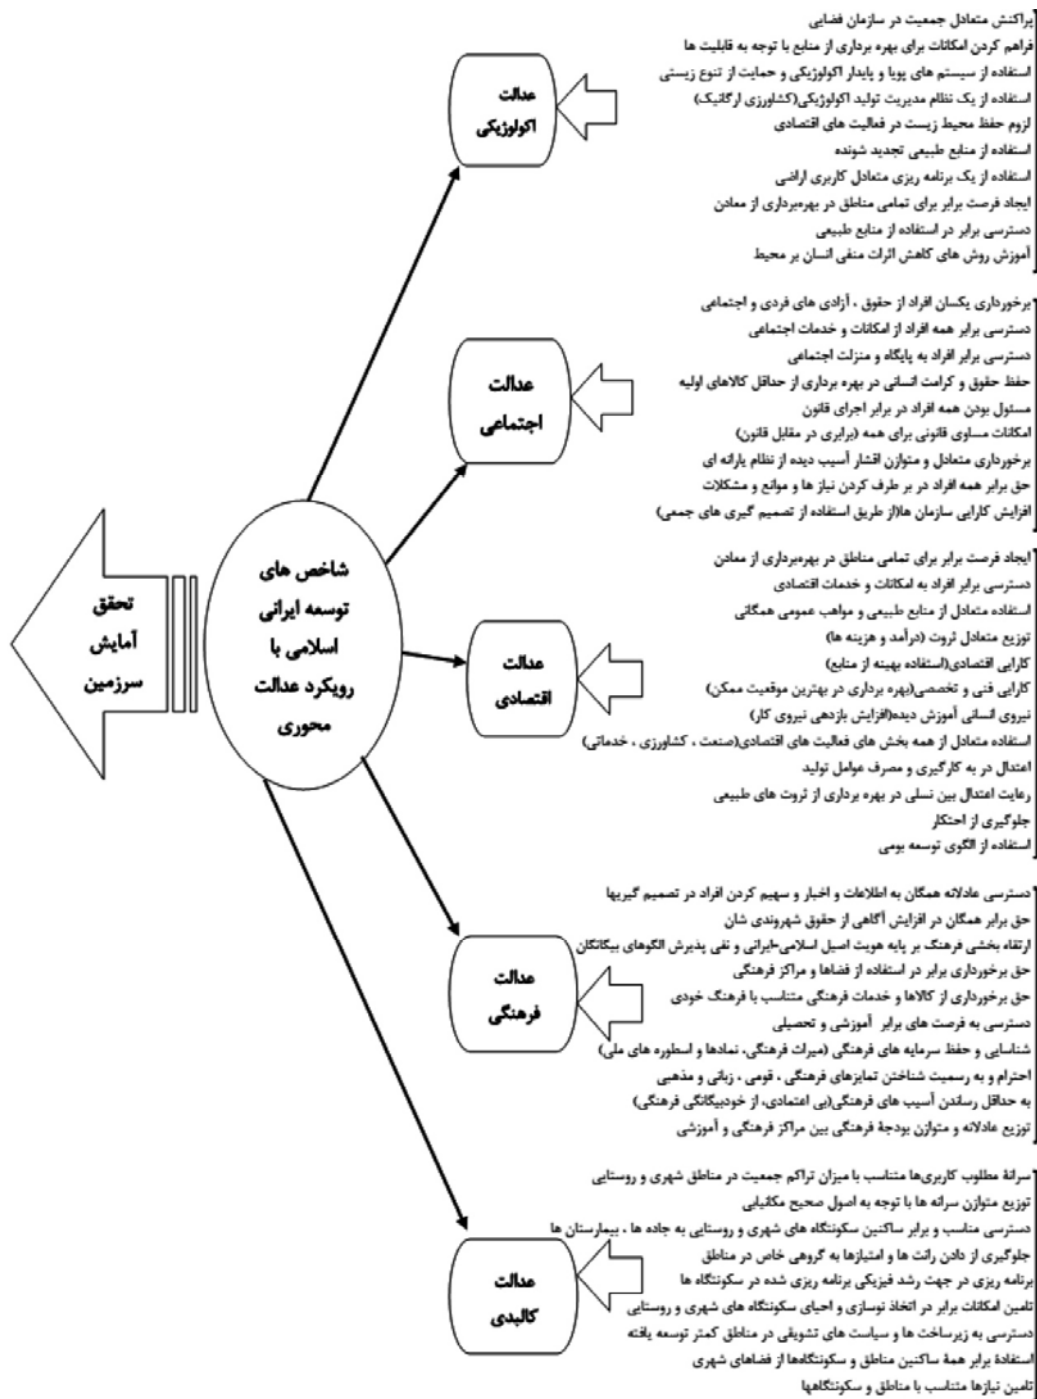 پراکنش متعادل جمعیت در سازمان فضایی
فراهم کردن امکانات برای بهره برداری از منابع با توجه به قابلیت ها
استفاده از سیستم های پویا و پایدار اکولوژیکی و حمایت از تنوع زیستی
استفاده از یک نظام مدیریت تولید اکولوژیکی(کشاورزی ارگانیک)
لزوم حفظ محیط زیست در فعالیت های اقتصادی
استفاده از منابع طبیعی تجدید شونده
استفاده از یک برنامه ریزی متعادل کاربری اراضی
ایجاد فرصت برابر برای تمامی مناطق در بهره‌برداری از معادن
دسترسی برابر در استفاده از منابع طبیعی
آموزش روش های کاهش اثرات منفی انسان بر محیط
عدالت
اکولوژیکی
برخورداری یکسان افراد از حقوق ، آزادی های فردی و اجتماعی
دسترسی برابر همه افراد از امکانات و خدمات اجتماعی
دسترسی برابر افراد به پایگاه و منزلت اجتماعی
حفظ حقوق و کرامت انسانی در بهره برداری از حداقل کالاهای اولیه
مسئول بودن همه افراد در برابر اجرای قانون
امکانات مساوی قانونی برای همه (برابری در مقابل قانون)
برخورداری متعادل و متوازن اقشار آسیب دیده از نظام یارانه ای
حق برابر همه افراد در بر طرف کردن نیاز ها و موانع و مشکلات
افزایش کارایی سازمان ها(از طریق استفاده از تصمیم گیری های جمعی)
عدالت
اجتماعی
ایجاد فرصت برابر برای تمامی مناطق در بهره‌برداری از معادن
دسترسی برابر افراد به امکانات و خدمات اقتصادی
استفاده متعادل از منابع طبیعی و مواهب عمومی همگانی
توزیع متعادل ثروت (درآمد و هزینه ها)
کارایی اقتصادی(استفاده بهینه از منابع)
کارایی فنی و تخصصی(بهره برداری در بهترین موقعیت ممکن)
نیروی انسانی آموزش دیده(افزایش بازدهی نیروی کار)
استفاده متعادل از همه بخش های فعالیت های اقتصادی(صنعت ، کشاورزی ، خدماتی)
اعتدال در به کارگیری و مصرف عوامل تولید
رعایت اعتدال بین نسلی در بهره برداری از ثروت های طبیعی
جلوگیری از احتکار
استفاده از الگوی توسعه بومی
عدالت
اقتصادی
شاخص های
توسعه ایرانی
اسلامی با
رویکرد عدالت
محوری
تحقق
آمایش
سرزمین
دسترسی عادلانه همگان به اطلاعات و اخبار و سهیم کردن افراد در تصمیم گیریها
حق برابر همگان در افزایش آگاهی از حقوق شهروندی شان
ارتقاء بخشی فرهنگ بر پایه هویت اصیل اسلامی-ایرانی و نفی پذیرش الگوهای بیگانگان
حق برخورداری برابر در استفاده از فضاها و مراکز فرهنگی
حق برخورداری از کالاها و خدمات فرهنگی متناسب با فرهنگ خودی
دسترسی به فرصت های برابر آموزشی و تحصیلی
شناسایی و حفظ سرمایه های فرهنگی (میراث فرهنگی، نمادها و اسطوره های ملی)
احترام و به رسمیت شناختن تمایزهای فرهنگی ، قومی ، زبانی و مذهبی
به حداقل رساندن آسیب های فرهنگی(بی اعتمادی، از خودبیگانگی فرهنگی)
توزیع عادلانه و متوازن بودجهٔ فرهنگی بین مراکز فرهنگی و آموزشی
عدالت
فرهنگی
سرانهٔ مطلوب کاربری‌ها متناسب با میزان تراکم جمعیت در مناطق شهری و روستایی
توزیع متوازن سرانه ها با توجه به اصول صحیح مکانیابی
دسترسی مناسب و برابر ساکنین سکونتگاه های شهری و روستایی به جاده ها ، بیمارستان ها
جلوگیری از دادن رانت ها و امتیازها به گروهی خاص در مناطق
برنامه ریزی در جهت رشد فیزیکی برنامه ریزی شده در سکونتگاه ها
تامین امکانات برابر در اتخاذ نوسازی و احیای سکونتگاه های شهری و روستایی
دسترسی به زیرساخت ها و سیاست های تشویقی در مناطق کمتر توسعه یافته
استفادهٔ برابر همهٔ ساکنین مناطق و سکونتگاه‌ها از فضاهای شهری
تامین نیازها متناسب با مناطق و سکونتگاهها
عدالت
کالبدی